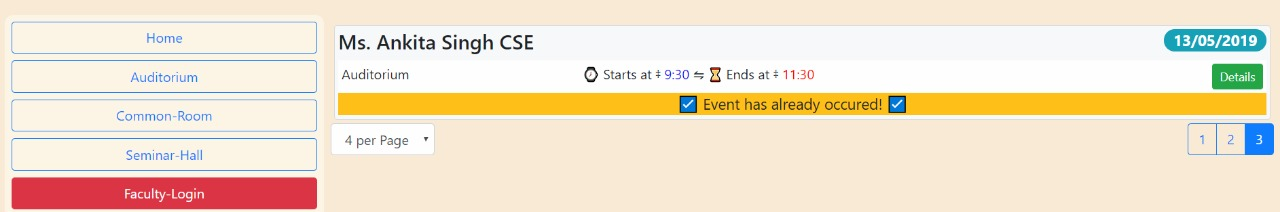 Home
Auditorium
Common-Room
Seminar-Hall
Faculty-Login
Ms. Ankita Singh CSE
13/05/2019
Auditorium
Starts at ⧧ 9:30 ⇋ ⏳ Ends at ⧧ 11:30
Details
Event has already occured!
4 per Page
1 2 3